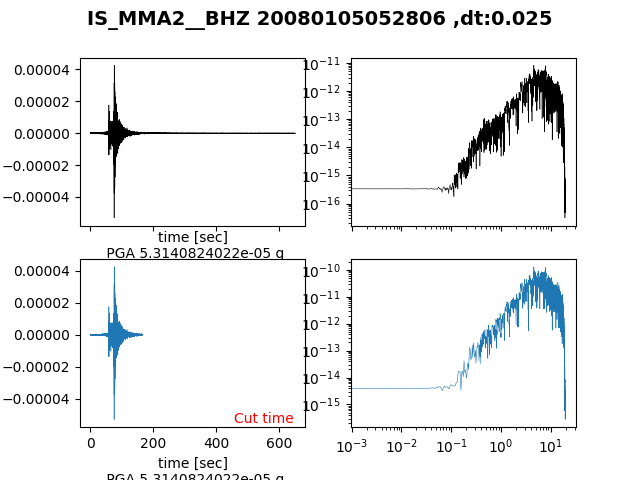 IS_MMA2__BHZ 20080105052806 ,dt:0.025
0.00004
0.00002
0.00000
−0.00002
−0.00004
time [sec]
PGA 5.3140824022e-05 g
10⁻¹¹
10⁻¹²
10⁻¹³
10⁻¹⁴
10⁻¹⁵
10⁻¹⁶
0.00004
0.00002
0.00000
−0.00002
−0.00004
Cut time
0 200 400 600
time [sec]
PGA 5.3140824022e-05 g
10⁻¹⁰
10⁻¹¹
10⁻¹²
10⁻¹³
10⁻¹⁴
10⁻¹⁵
10⁻³ 10⁻² 10⁻¹ 10⁰ 10¹